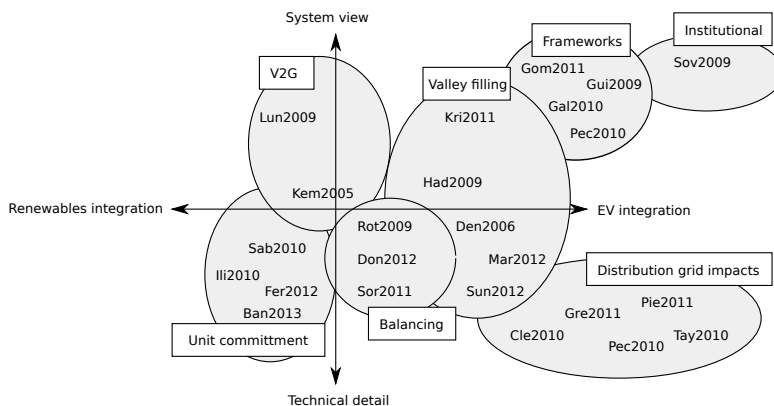 System view
Institutional
Frameworks
Sov2009
Gom2011
V2G
Valley filling
Gui2009
Gal2010
Lun2009
Kri2011
Pec2010
Had2009
Kem2005
Renewables integration
EV integration
Rot2009
Den2006
Sab2010
Don2012
Mar2012
Ili2010
Distribution grid impacts
Fer2012
Sor2011
Sun2012
Pie2011
Ban2013
Gre2011
Balancing
Unit committment
Cle2010
Tay2010
Pec2010
Technical detail